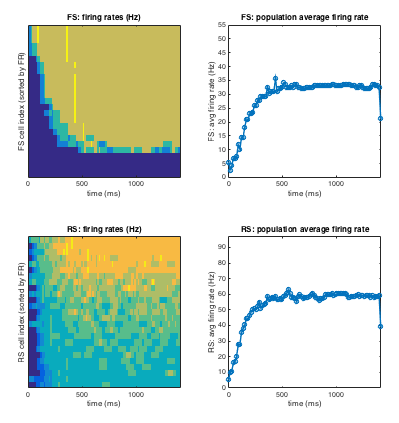 FS: firing rates (Hz)
FS cell index (sorted by FR)
0 500 1000
time (ms)
FS: population average firing rate
FS: avg firing rate (Hz)
55
50
45
40
35
30
25
20
15
10
5
0
0 500 1000
time (ms)
RS: firing rates (Hz)
RS cell index (sorted by FR)
0 500 1000
time (ms)
RS: population average firing rate
RS: avg firing rate (Hz)
90
80
70
60
50
40
30
20
10
0
0 500 1000
time (ms)